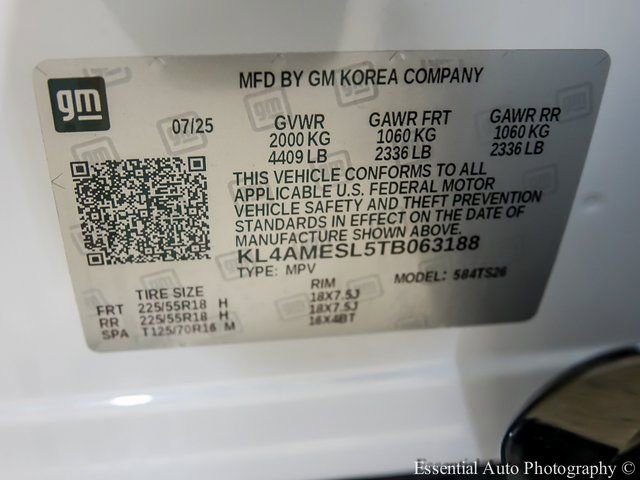 gm
MFD BY GM KOREA COMPANY
07/25 GVWR GAWR FRT GAWR RR
2000 KG 1060 KG 1060 KG
4409 LB 2336 LB 2336 LB
THIS VEHICLE CONFORMS TO ALL
APPLICABLE U.S. FEDERAL MOTOR
VEHICLE SAFETY AND THEFT PREVENTION
STANDARDS IN EFFECT ON THE DATE OF
MANUFACTURE SHOWN ABOVE.
KL4AMESL5TB063188
TYPE: MPV MODEL: 584TS26
TIRE SIZE RIM
FRT 225/55R18 H 18X7.5J
RR 225/55R18 H 18X7.5J
SPA T125/70R16 M 16X4BT
Essential Auto Photography (C)